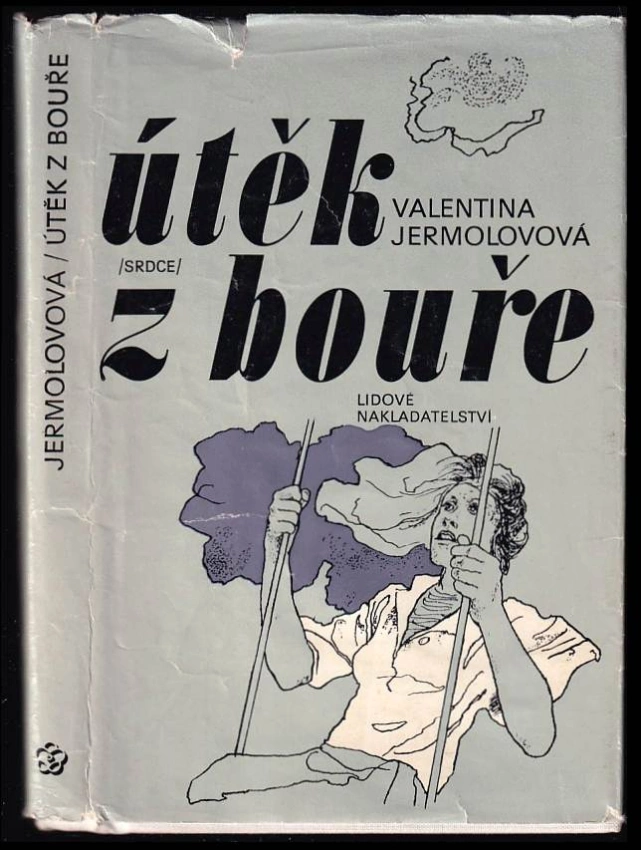 JERMOLOVOVÁ / ÚTĚK Z BOUŘE
útěk
VALENTINA
JERMOLOVOVÁ
/SRDCE/
z bouře
LIDOVÉ
NAKLADATELSTVÍ